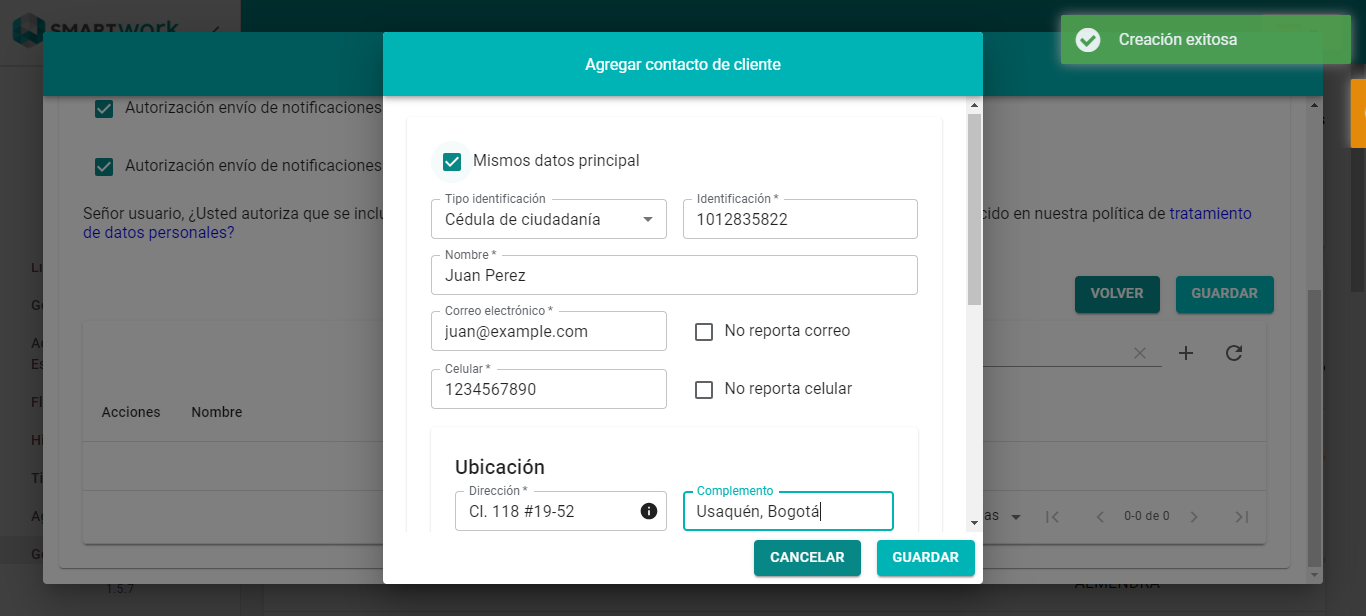 SMARTwork
Creación exitosa
Agregar contacto de cliente
Autorización envío de notificaciones
Mismos datos principal
Autorización envío de notificaciones
Tipo identificación
Cédula de ciudadanía
Identificación *
1012835822
Señor usuario, ¿Usted autoriza que se inclu
cido en nuestra política de tratamiento
de datos personales?
Nombre *
Juan Perez
VOLVER
GUARDAR
Correo electrónico *
juan@example.com
No reporta correo
Celular *
1234567890
No reporta celular
Acciones
Nombre
Ubicación
Dirección *
Cl. 118 #19-52
Complemento
Usaquén, Bogotá
as
0-0 de 0
CANCELAR
GUARDAR
1.5.7
ALMENDRA